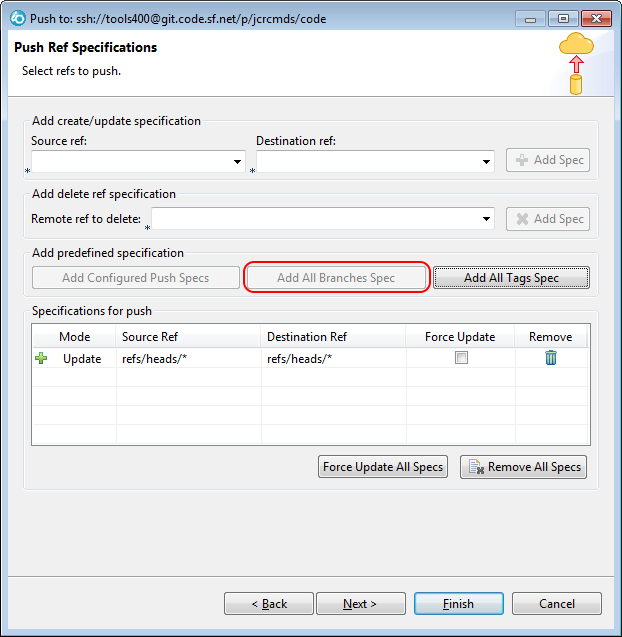 Push to: ssh://tools400@git.code.sf.net/p/jcrcmds/code
Push Ref Specifications
Select refs to push.
Add create/update specification
Source ref: Destination ref:
* * Add Spec
Add delete ref specification
Remote ref to delete: * Add Spec
Add predefined specification
Add Configured Push Specs Add All Branches Spec Add All Tags Spec
Specifications for push
Mode Source Ref Destination Ref Force Update Remove
Update refs/heads/* refs/heads/*
Force Update All Specs Remove All Specs
< Back Next > Finish Cancel